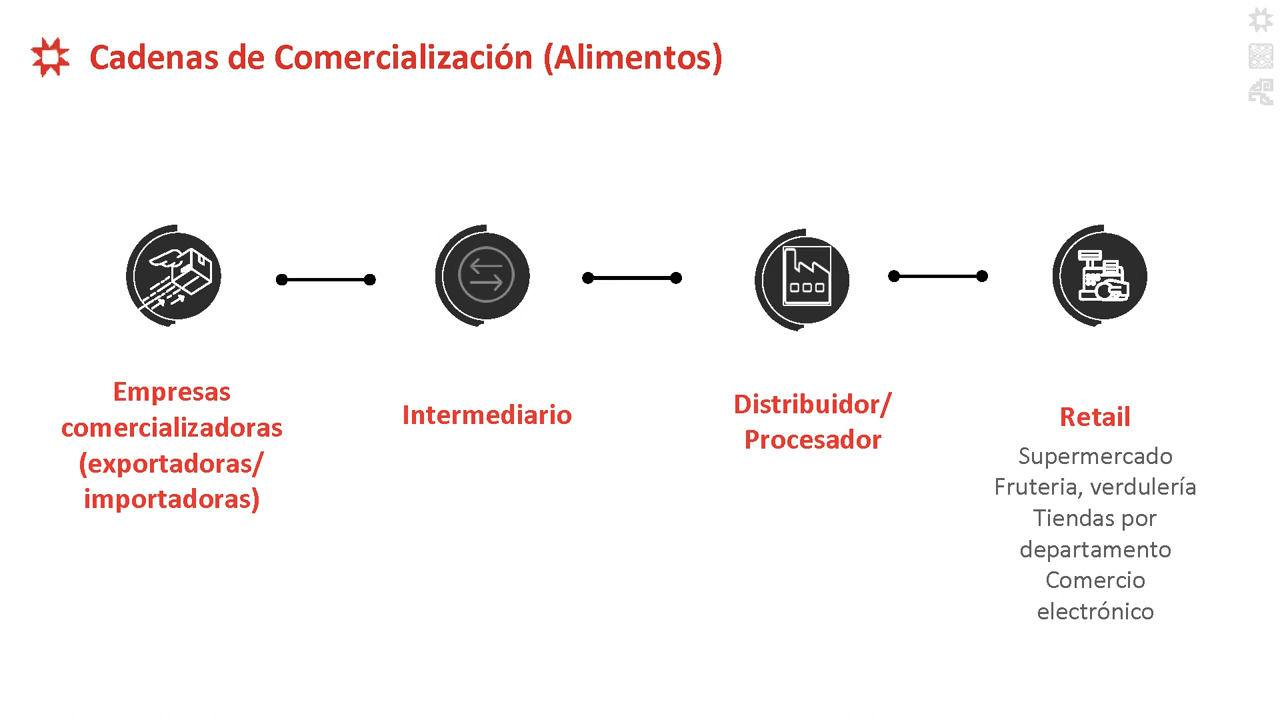 Cadenas de Comercialización (Alimentos)
Empresas
comercializadoras
(exportadoras/
importadoras)
Intermediario
Distribuidor/
Procesador
Retail
Supermercado
Fruteria, verdulería
Tiendas por
departamento
Comercio
electrónico